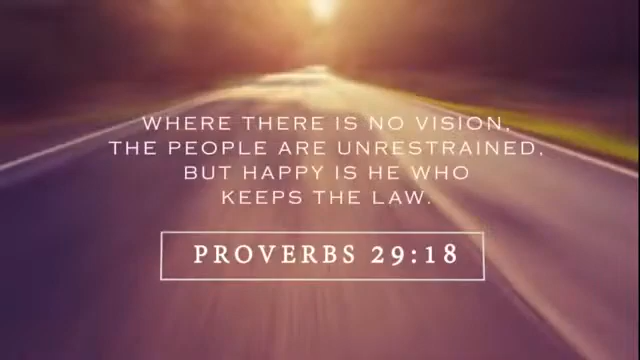 WHERE THERE IS NO VISION,
THE PEOPLE ARE UNRESTRAINED,
BUT HAPPY IS HE WHO
KEEPS THE LAW.
PROVERBS 29:18